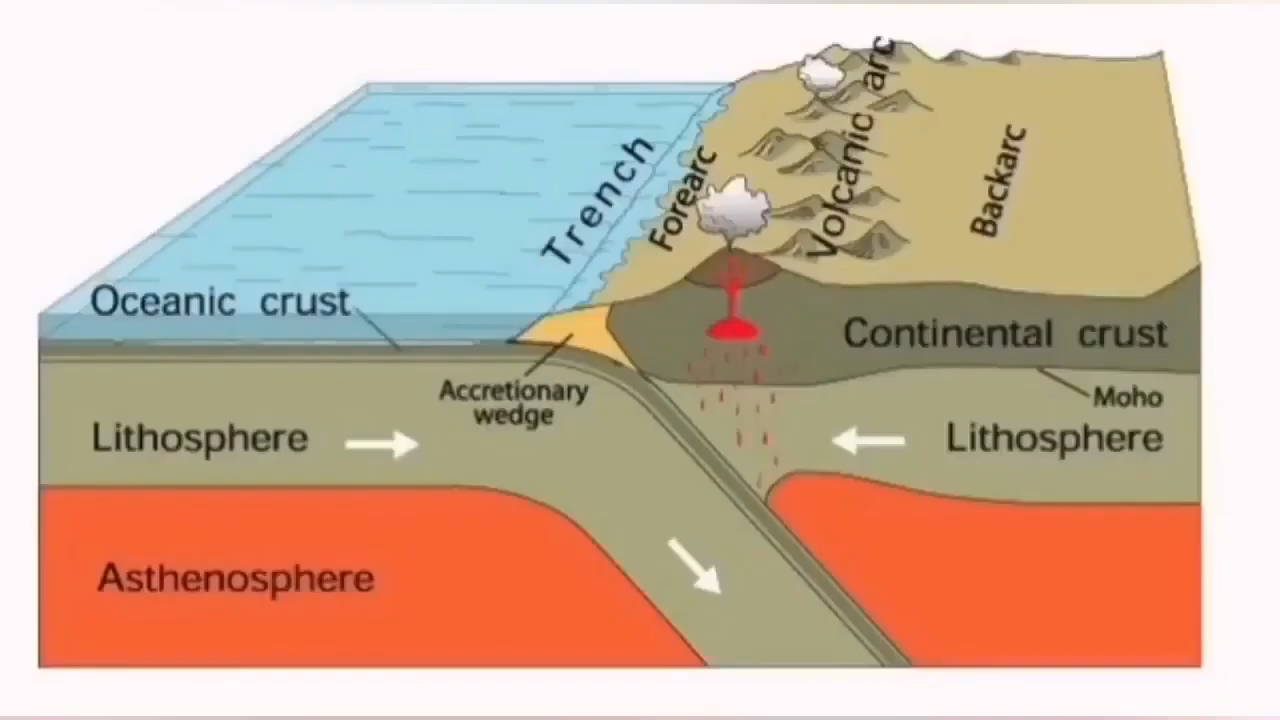 Trench
Forearc
Volcanic arc
Backarc
Oceanic crust
Continental crust
Accretionary
wedge
Moho
Lithosphere
Lithosphere
Asthenosphere